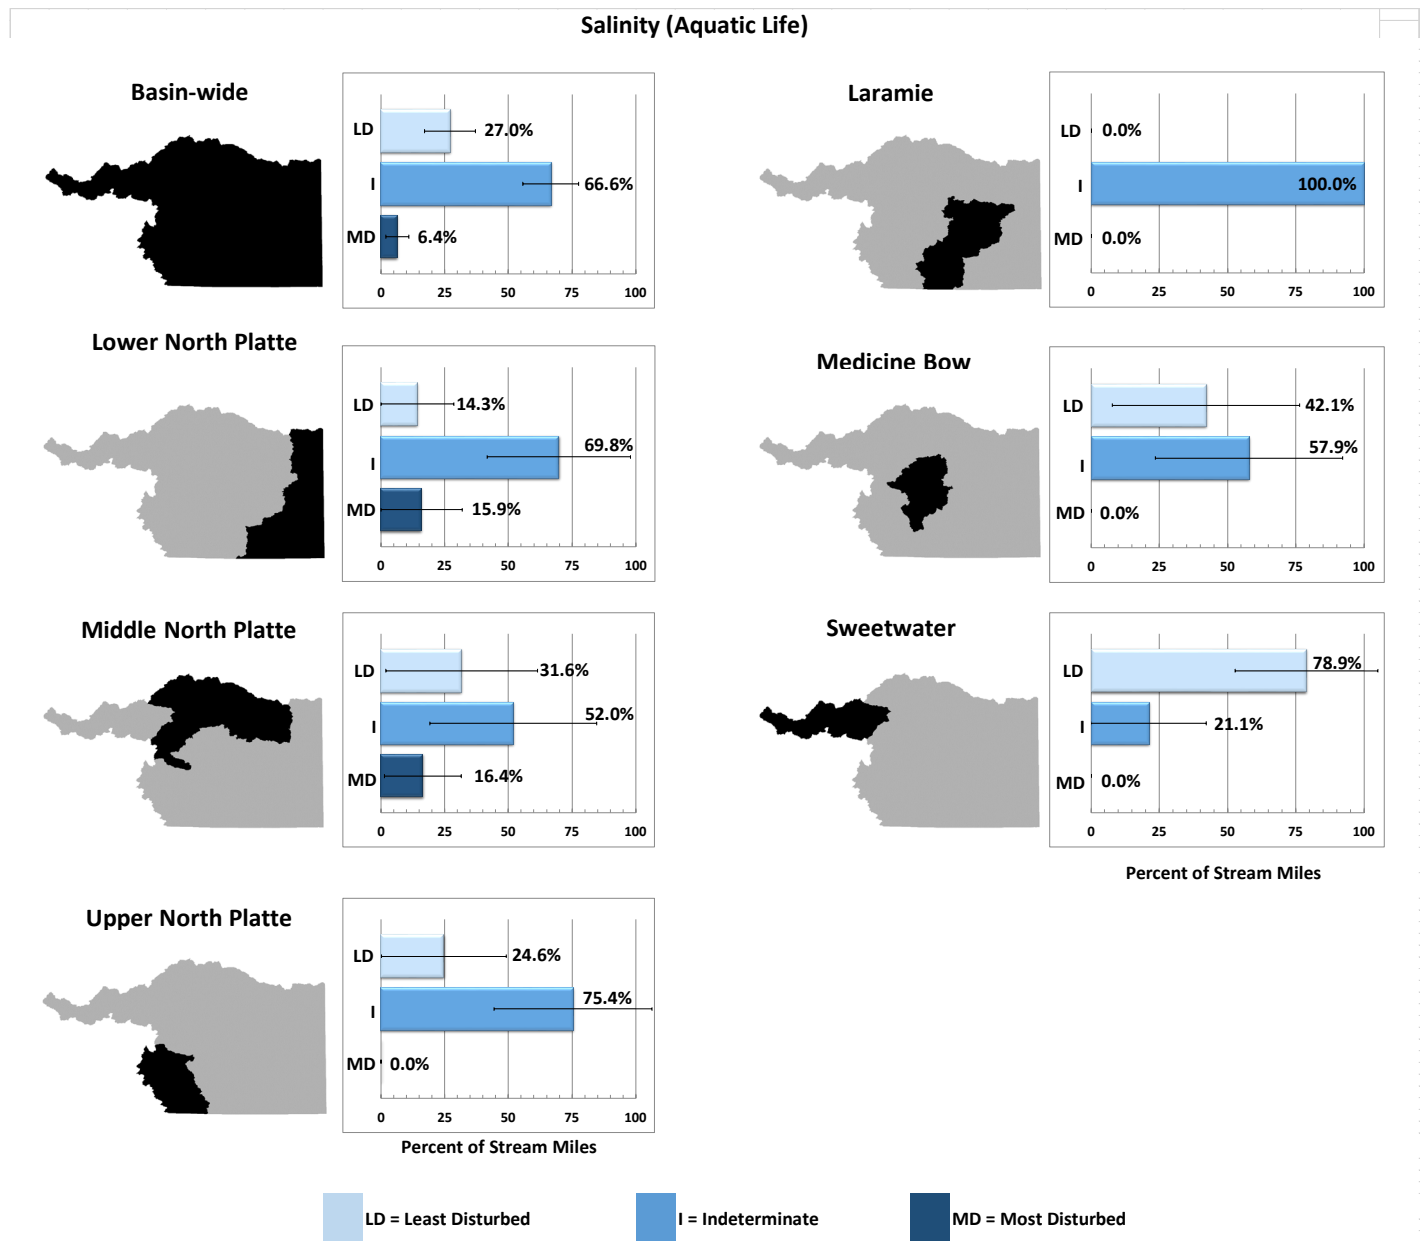 Salinity (Aquatic Life)
Basin-wide
LD
27.0%
I
66.6%
MD
6.4%
0 25 50 75 100
Laramie
LD
0.0%
I
100.0%
MD
0.0%
0 25 50 75 100
Lower North Platte
LD
14.3%
I
69.8%
MD
15.9%
0 25 50 75 100
Medicine Bow
LD
42.1%
I
57.9%
MD
0.0%
0 25 50 75 100
Middle North Platte
LD
31.6%
I
52.0%
MD
16.4%
0 25 50 75 100
Sweetwater
LD
78.9%
I
21.1%
MD
0.0%
0 25 50 75 100
Percent of Stream Miles
Upper North Platte
LD
24.6%
I
75.4%
MD
0.0%
0 25 50 75 100
Percent of Stream Miles
LD = Least Disturbed
I = Indeterminate
MD = Most Disturbed